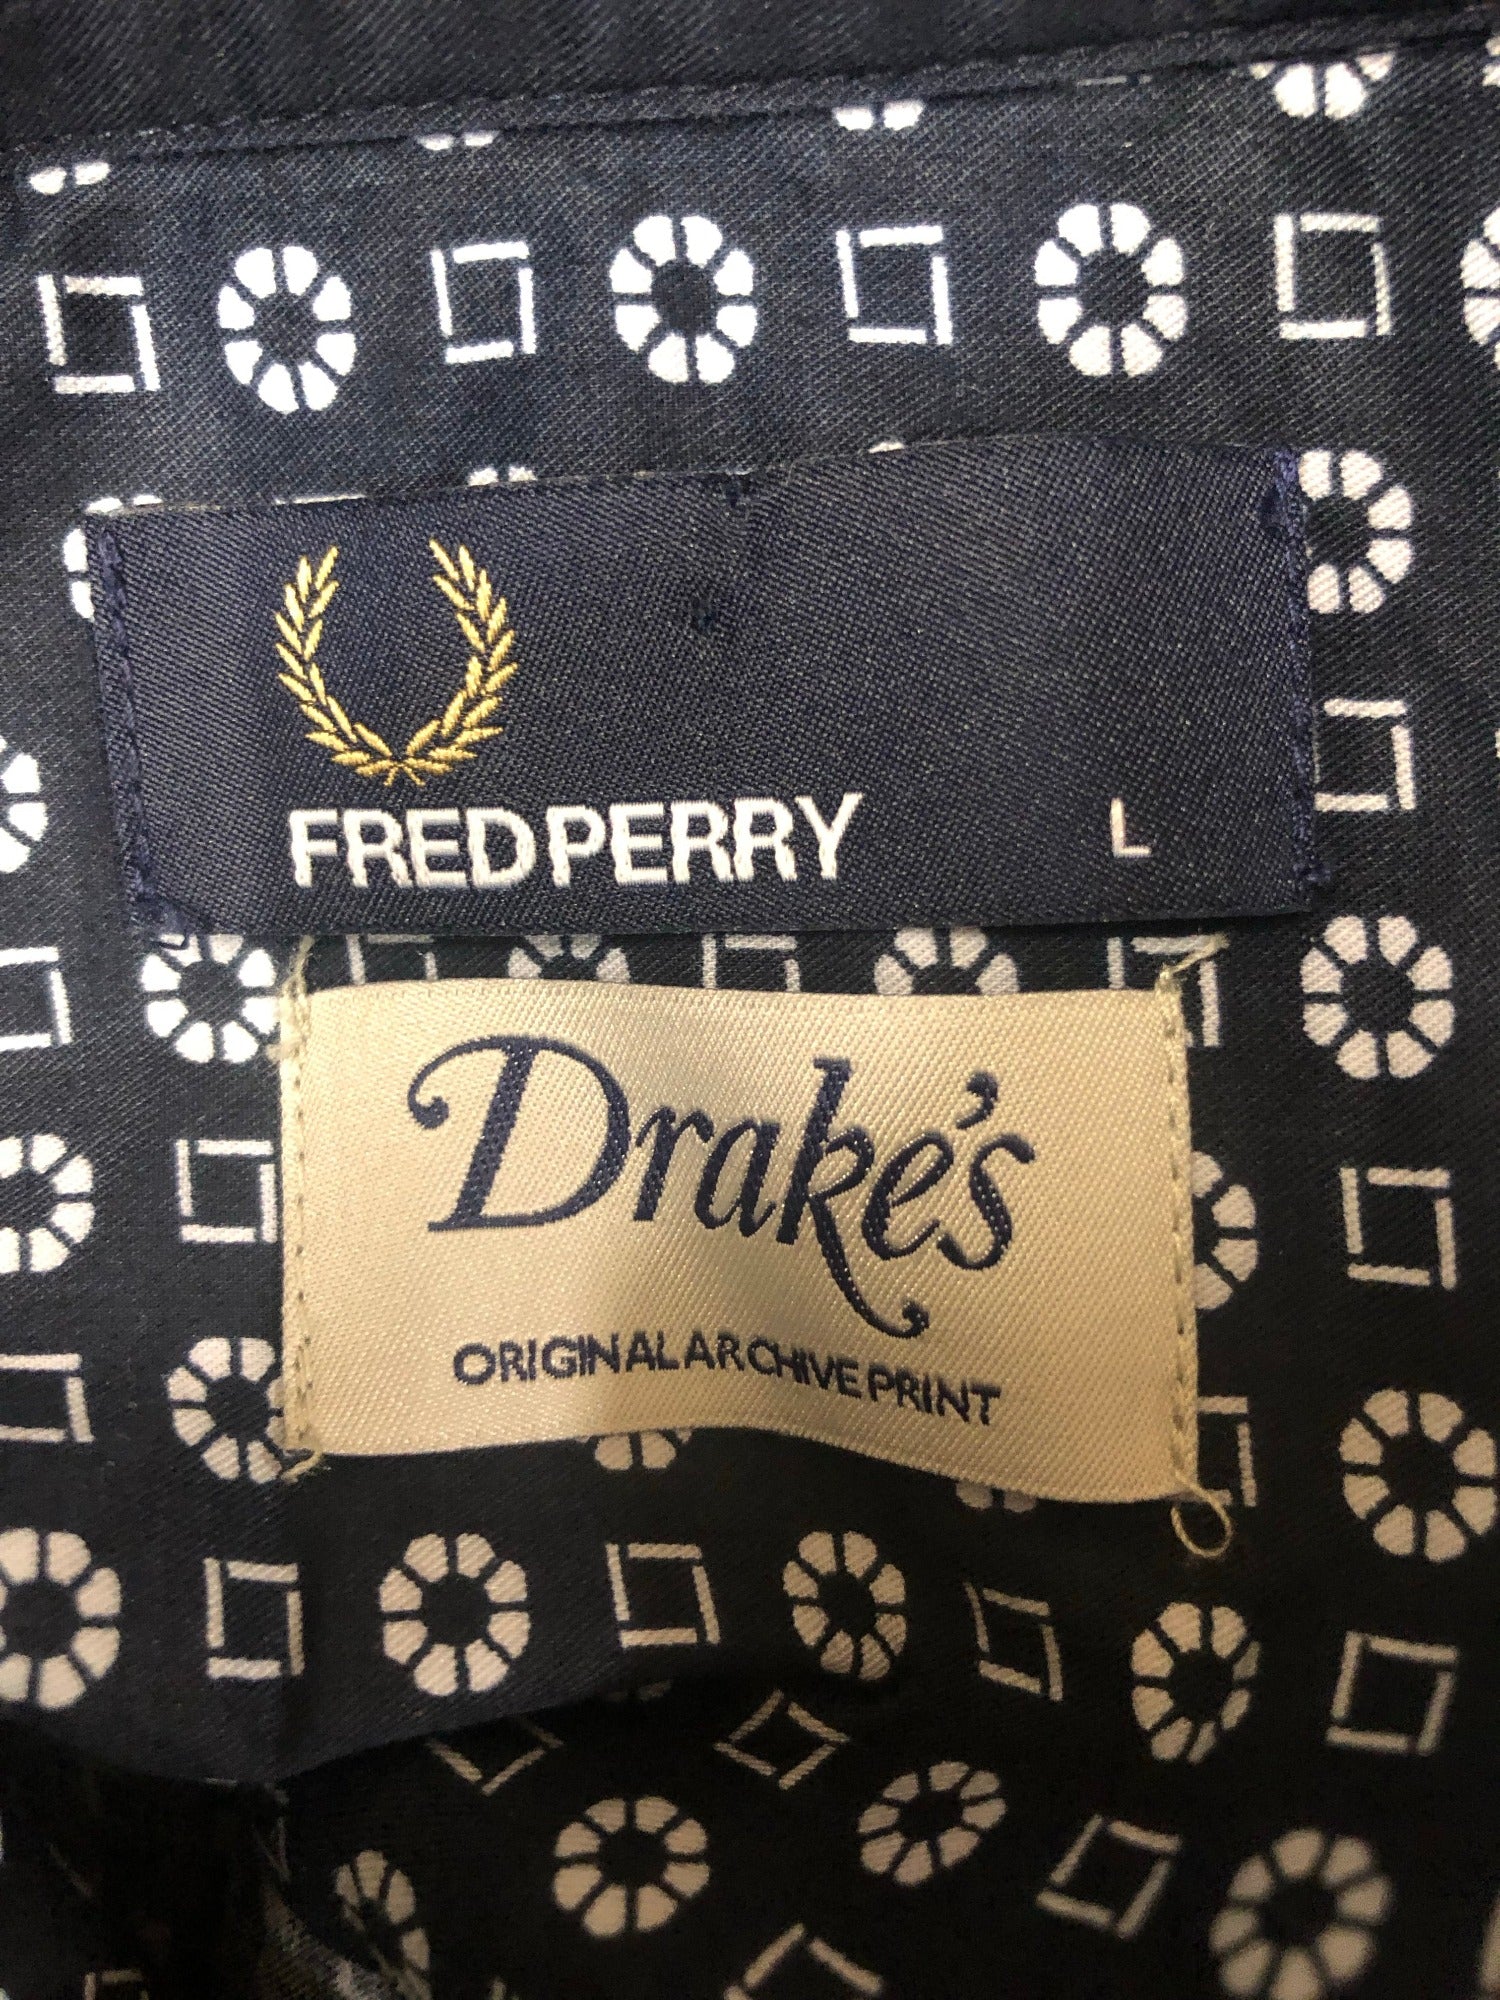 FRED PERRY L
Drake's
ORIGINAL ARCHIVE PRINT